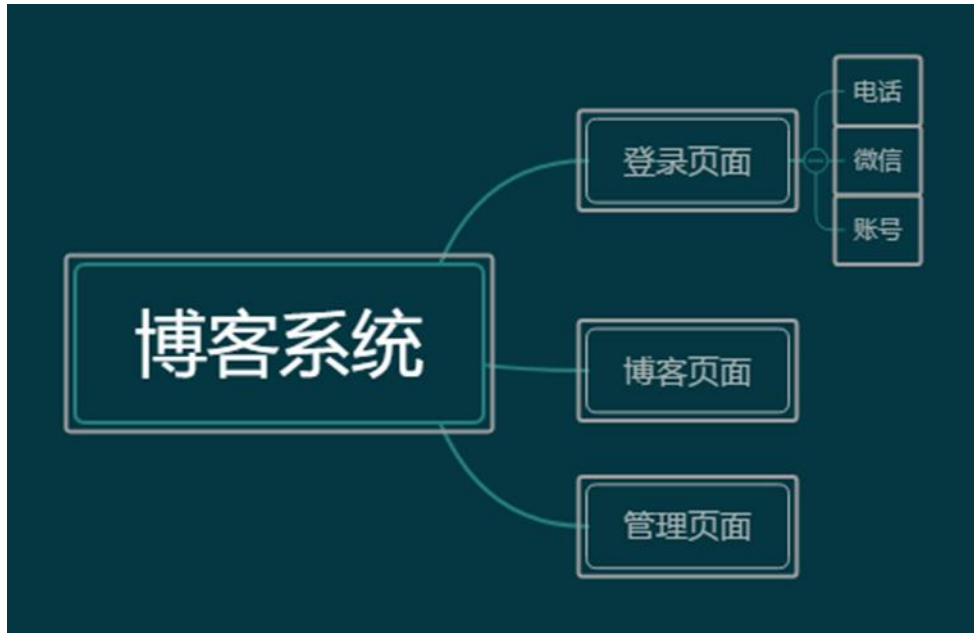 博客系统
登录页面
电话
微信
账号
博客页面
管理页面